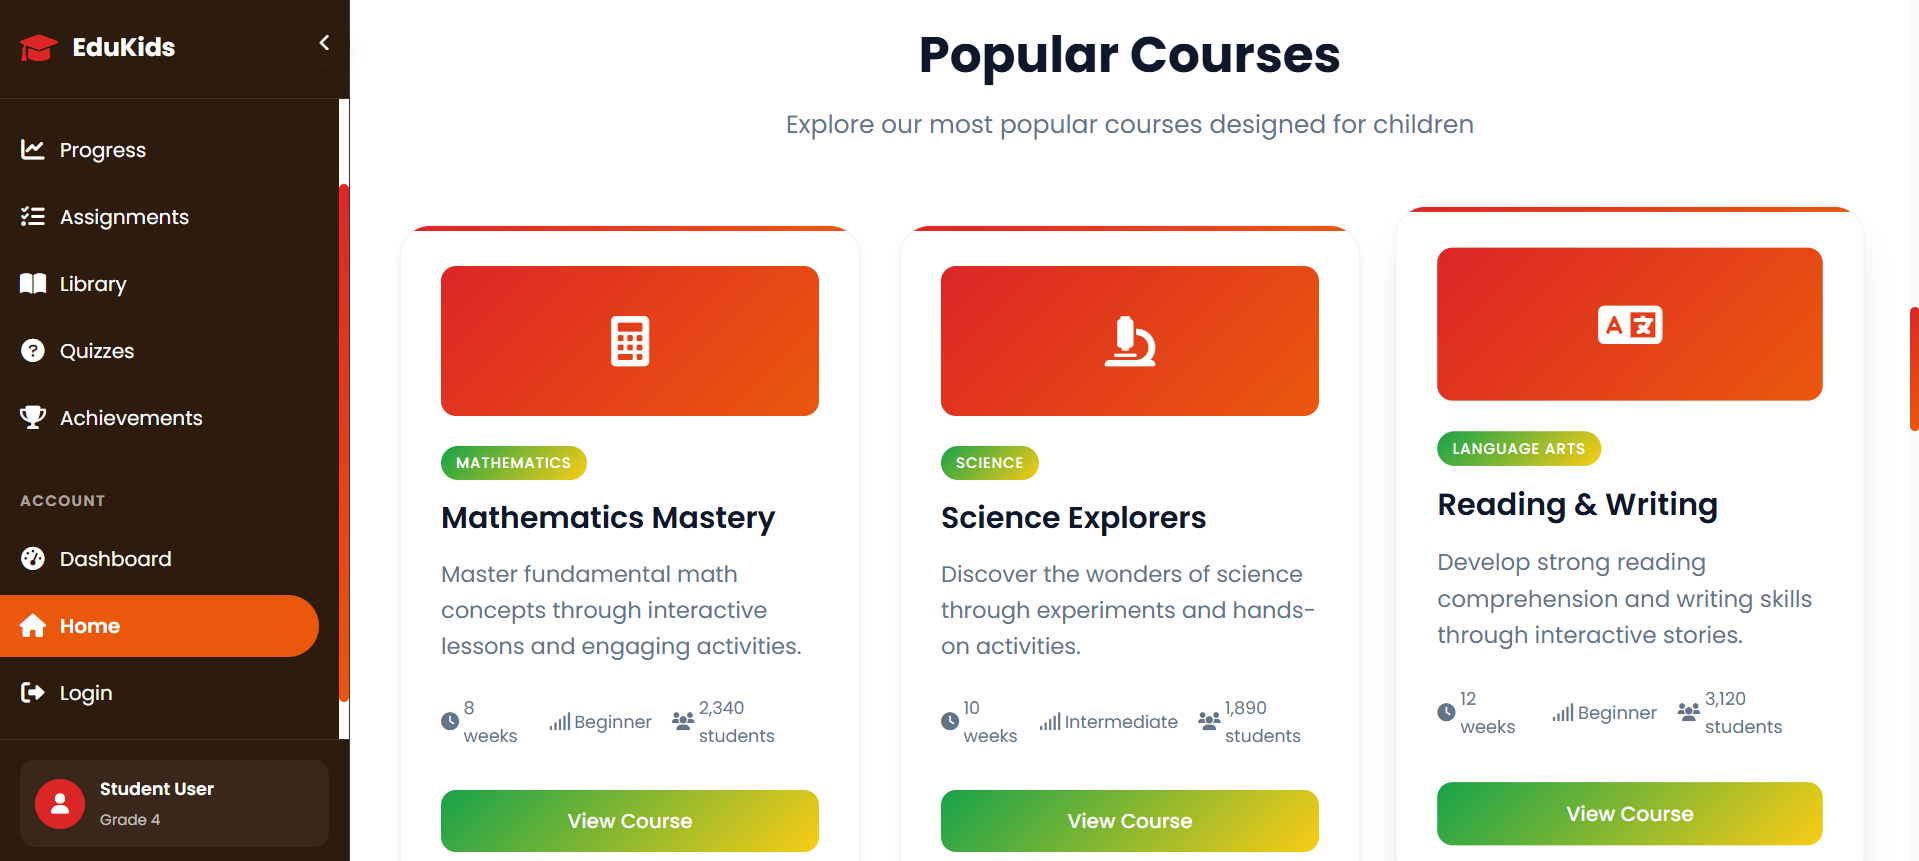 EduKids
Progress
Assignments
Library
Quizzes
Achievements
ACCOUNT
Dashboard
Home
Login
Student User
Grade 4
Popular Courses
Explore our most popular courses designed for children
MATHEMATICS
Mathematics Mastery
Master fundamental math
concepts through interactive
lessons and engaging activities.
8
weeks
Beginner
2,340
students
View Course
SCIENCE
Science Explorers
Discover the wonders of science
through experiments and hands-
on activities.
10
weeks
Intermediate
1,890
students
View Course
LANGUAGE ARTS
Reading & Writing
Develop strong reading
comprehension and writing skills
through interactive stories.
12
weeks
Beginner
3,120
students
View Course